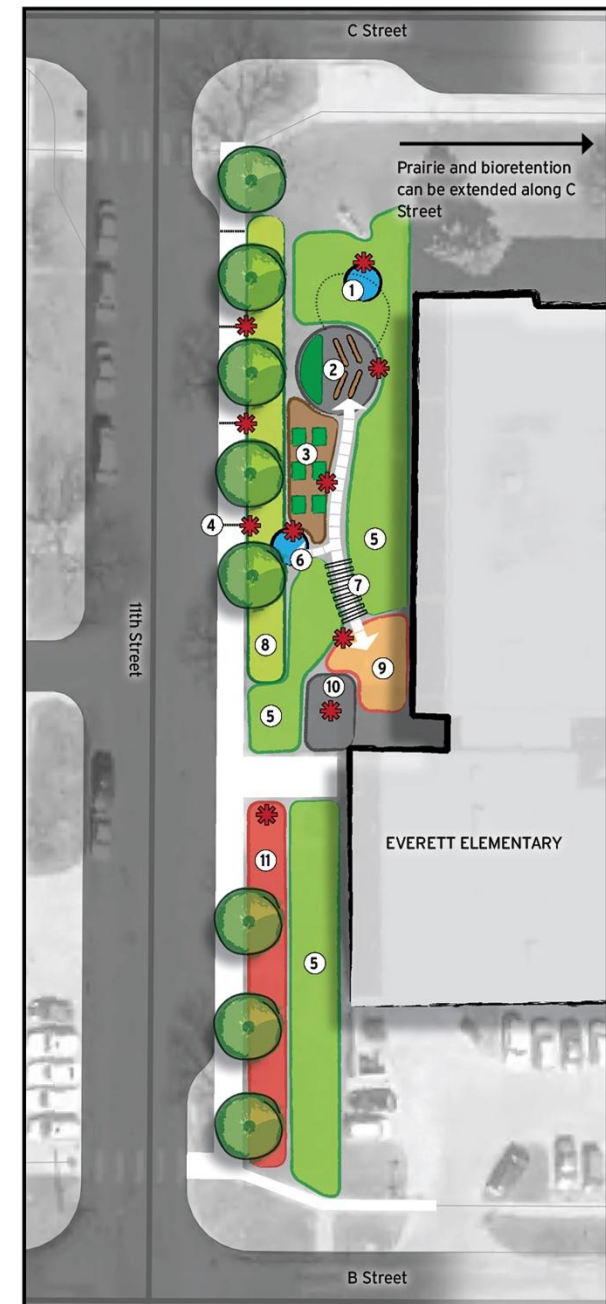 C Street
Prairie and bioretention
can be extended along C
Street
1
2
3
4
5
6
7
11th Street
8
9
5
10
EVERETT ELEMENTARY
11
5
B Street